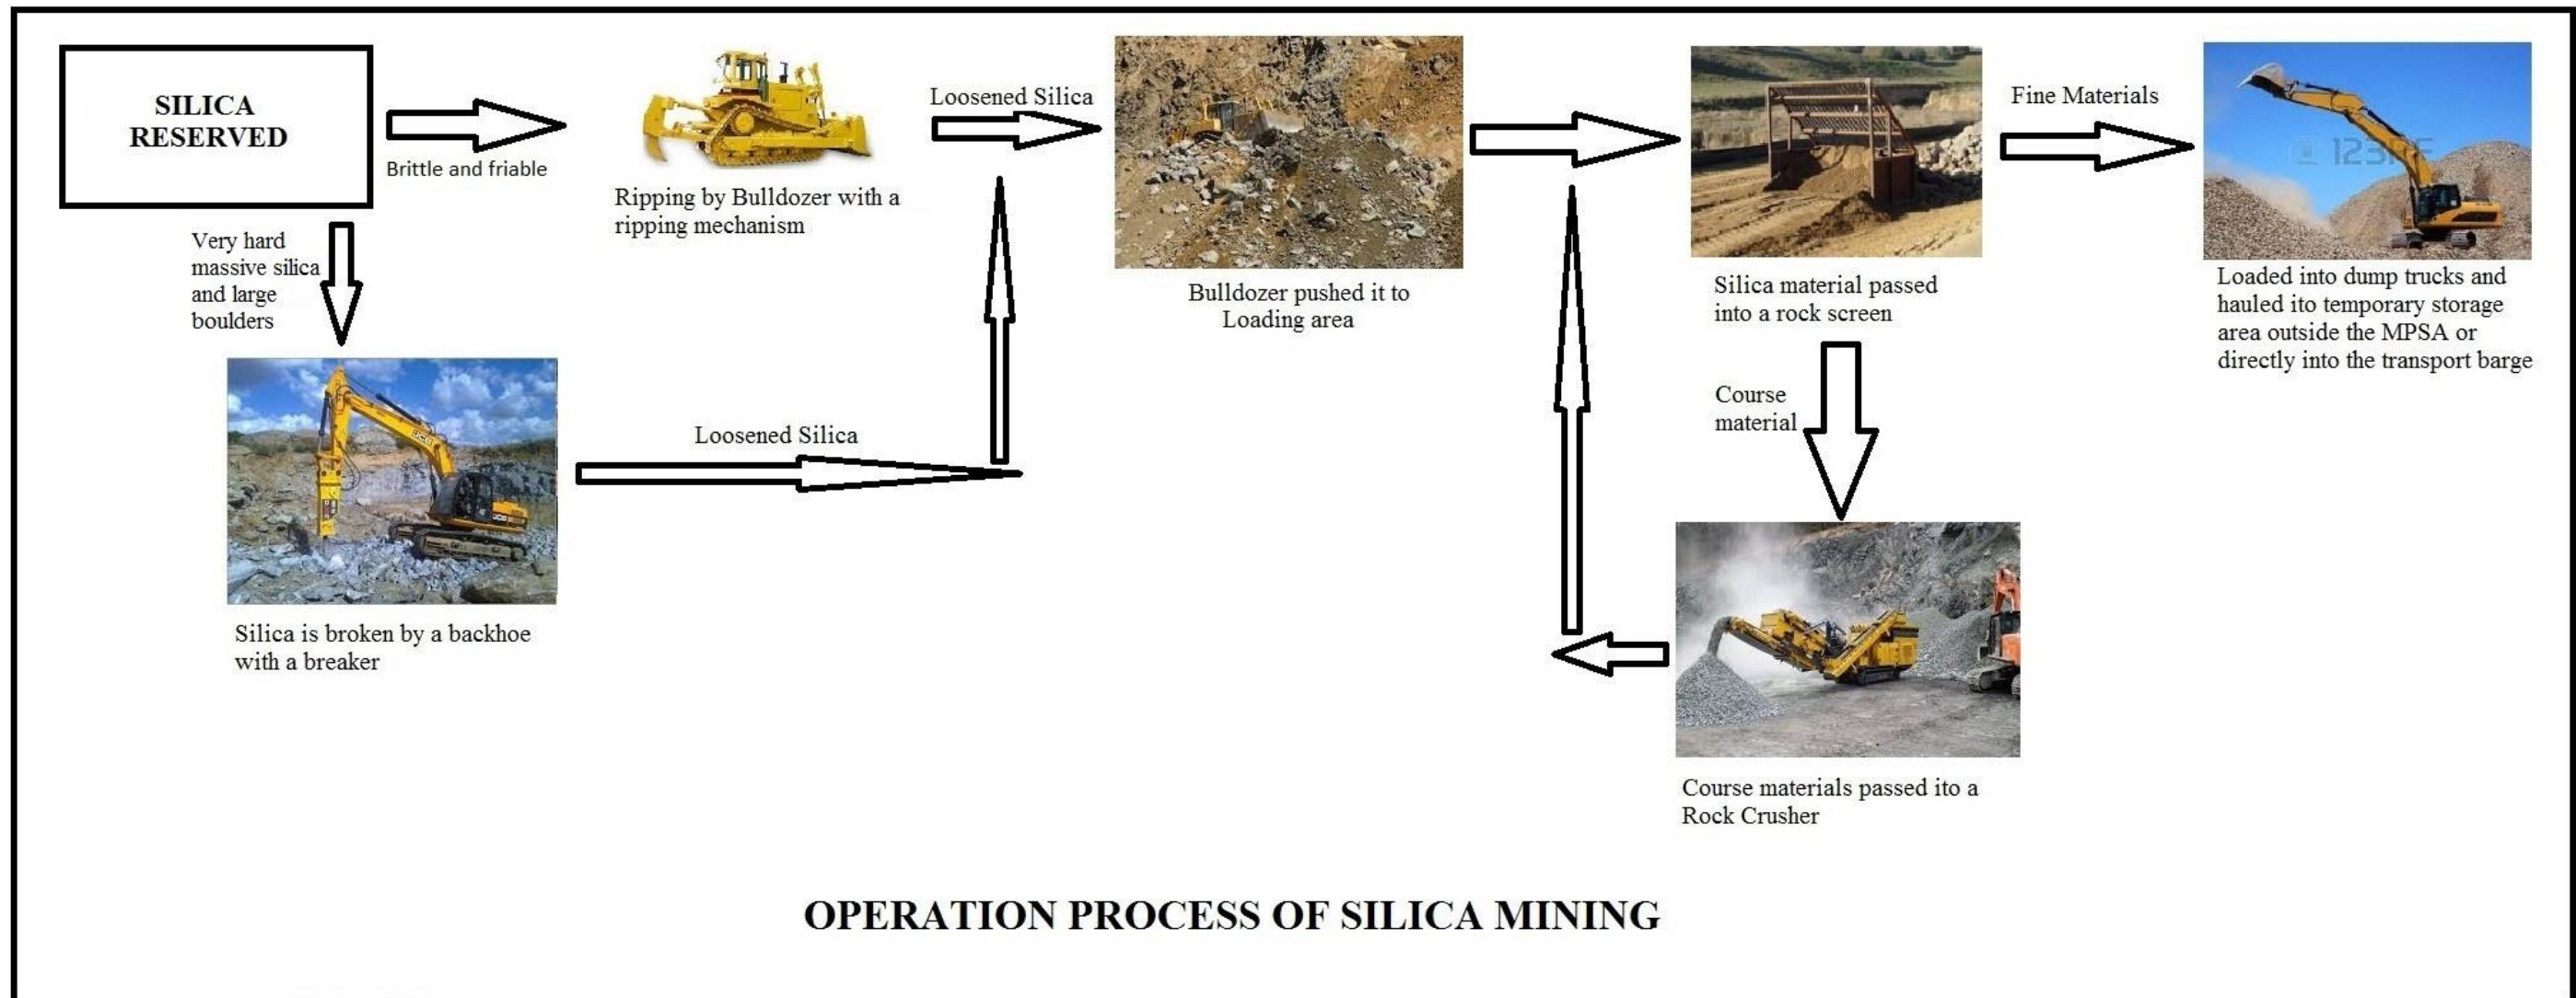 SILICA
RESERVED
Brittle and friable
Very hard
massive silica
and large
boulders
Silica is broken by a backhoe
with a breaker
Ripping by Bulldozer with a
ripping mechanism
Loosened Silica
Loosened Silica
Bulldozer pushed it to
Loading area
Silica material passed
into a rock screen
Course
material
Course materials passed ito a
Rock Crusher
Fine Materials
Loaded into dump trucks and
hauled ito temporary storage
area outside the MPSA or
directly into the transport barge
OPERATION PROCESS OF SILICA MINING